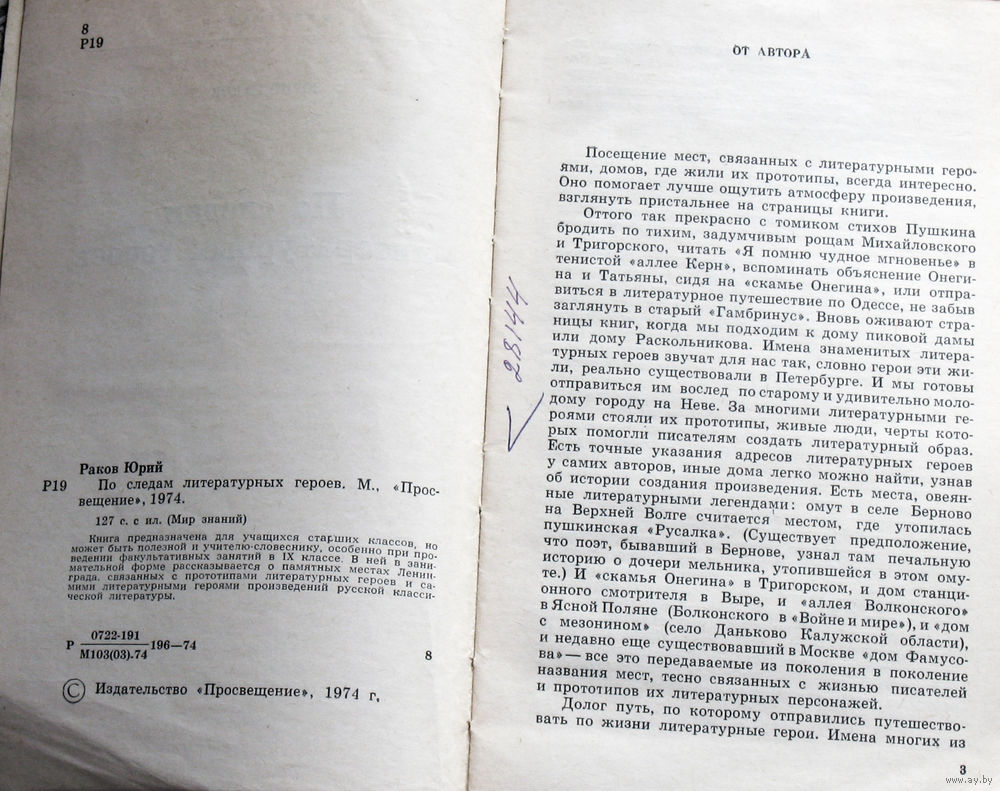 8
Р19
Раков Юрий
Р19 По следам литературных героев. М., «Прос-
вещение», 1974.
127 с. с ил. (Мир знаний)
Книга предназначена для учащихся старших классов, но
может быть полезной и учителю-словеснику, особенно при про-
ведении факультативных занятий в IX классе. В ней в зани-
мательной форме рассказывается о памятных местах Ленин-
града, связанных с прототипами литературных героев и са-
мими литературными героями произведений русской класси-
ческой литературы.
0722-191
Р 196—74
М103(03).74
8
© Издательство «Просвещение», 1974 г.
28144
ОТ АВТОРА
Посещение мест, связанных с литературными геро-
ями, домов, где жили их прототипы, всегда интересно.
Оно помогает лучше ощутить атмосферу произведения,
взглянуть пристальнее на страницы книги.
Оттого так прекрасно с томиком стихов Пушкина
бродить по тихим, задумчивым рощам Михайловского
и Тригорского, читать «Я помню чудное мгновенье» в
тенистой «аллее Керн», вспоминать объяснение Онеги-
на и Татьяны, сидя на «скамье Онегина», или отпра-
виться в литературное путешествие по Одессе, не забыв
заглянуть в старый «Гамбринус». Вновь оживают стра-
ницы книг, когда мы подходим к дому пиковой дамы
или дому Раскольникова. Имена знаменитых литера-
турных героев звучат для нас так, словно герои эти жи-
ли, реально существовали в Петербурге. И мы готовы
отправиться им вослед по старому и удивительно моло-
дому городу на Неве. За многими литературными ге-
роями стояли их прототипы, живые люди, черты кото-
рых помогли писателям создать литературный образ.
Есть точные указания адресов литературных героев
у самих авторов, иные дома легко можно найти, узнав
об истории создания произведения. Есть места, овеян-
ные литературными легендами: омут в селе Берново
на Верхней Волге считается местом, где утопилась
пушкинская «Русалка». (Существует предположение,
что поэт, бывавший в Бернове, узнал там печальную
историю о дочери мельника, утопившейся в этом ому-
те.) И «скамья Онегина» в Тригорском, и дом станци-
онного смотрителя в Выре, и «аллея Волконского»
в Ясной Поляне (Болконского в «Войне и мире»), и «дом
с мезонином» (село Даньково Калужской области),
и недавно еще существовавший в Москве «дом Фамусо-
ва» — все это передаваемые из поколения в поколение
названия мест, тесно связанных с жизнью писателей
и прототипов их литературных персонажей.
Долог путь, по которому отправились путешество-
вать по жизни литературные герои. Имена многих из
3
www.ay.by